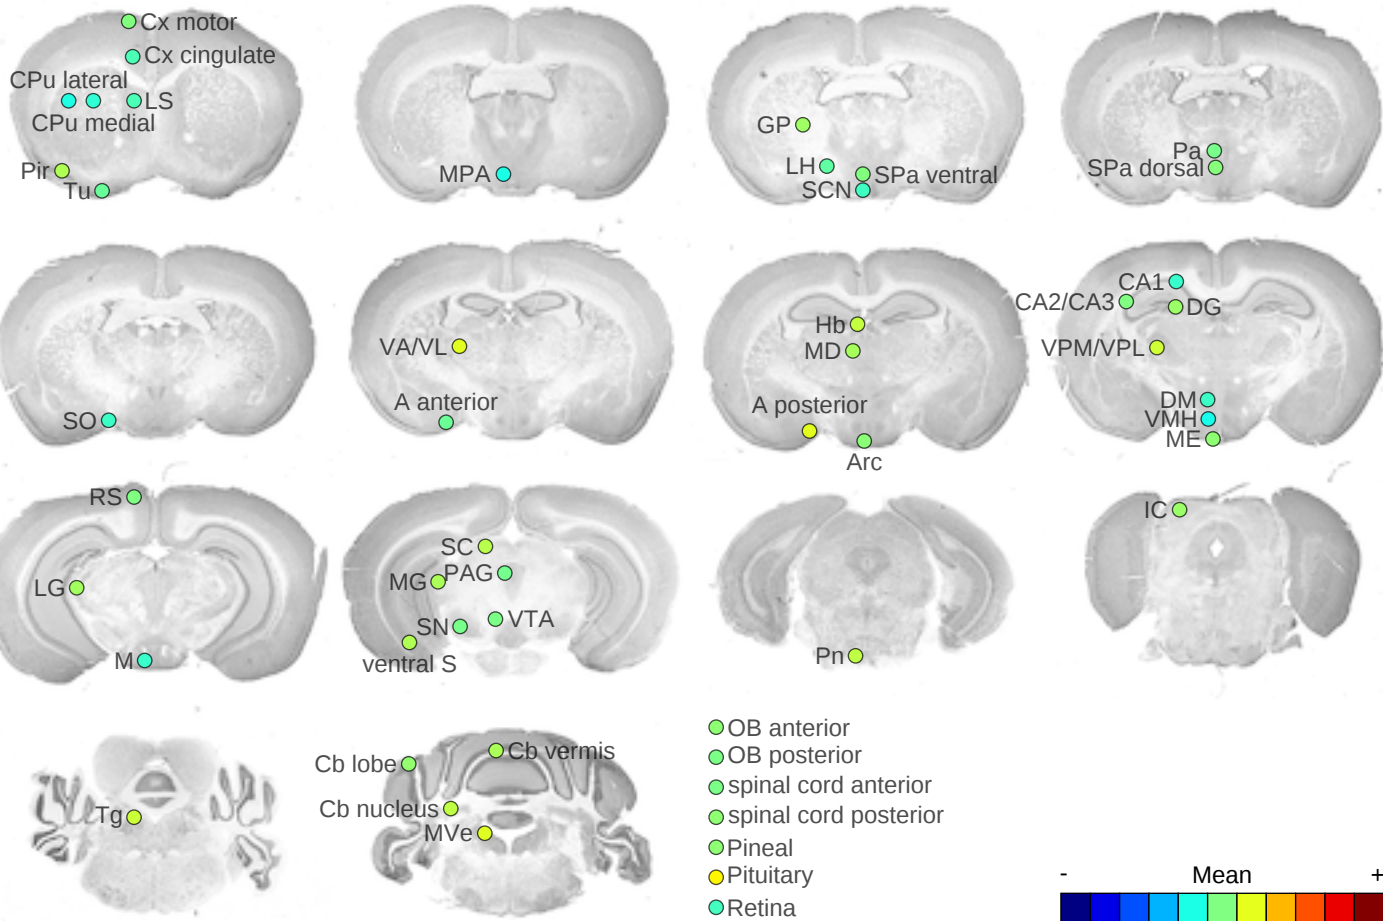 Cx motor
Cx cingulate
CPu lateral
LS
CPu medial
Pir
Tu
MPA
GP
LH
SPa ventral
SCN
Pa
SPa dorsal
SO
VA/VL
A anterior
Hb
MD
A posterior
Arc
CA1
CA2/CA3
DG
VPM/VPL
DM
VMH
ME
RS
LG
M
SC
MG
PAG
SN
VTA
ventral S
Pn
IC
Tg
Cb lobe
Cb vermis
Cb nucleus
MVe
OB anterior
OB posterior
spinal cord anterior
spinal cord posterior
Pineal
Pituitary
Retina
- Mean +